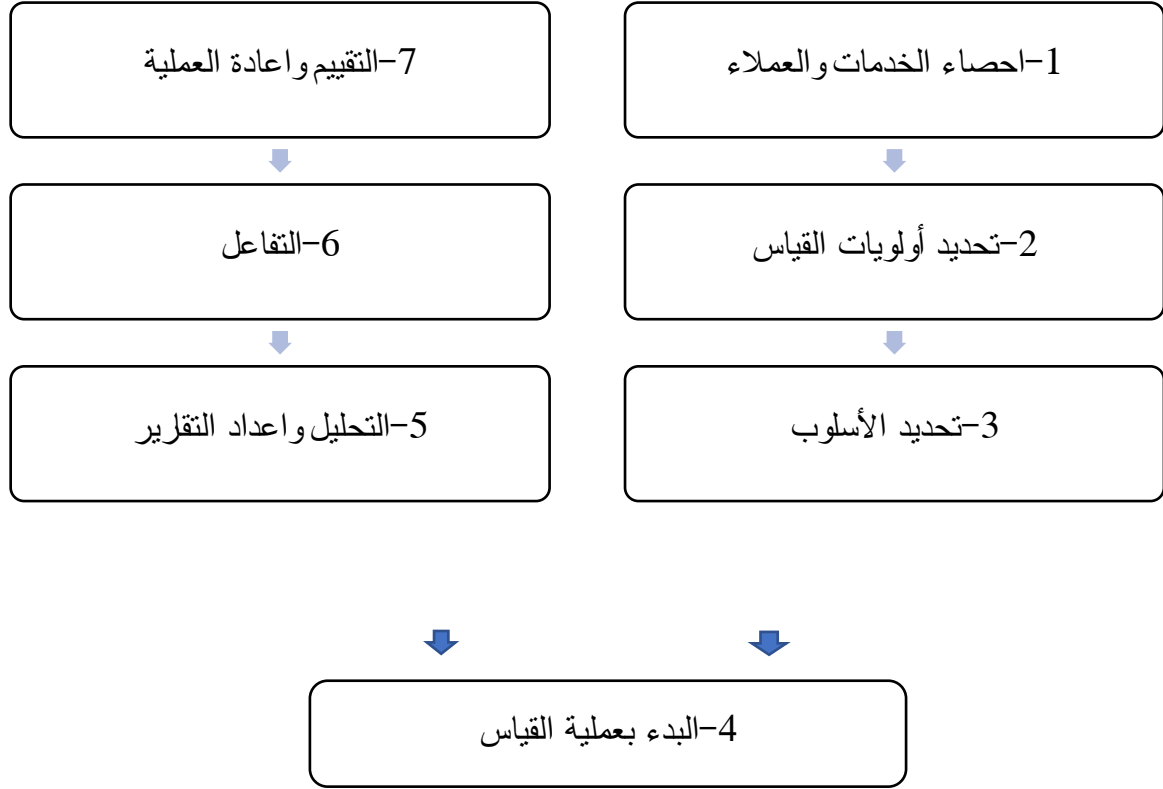 1-احصاء الخدمات والعملاء
7-التقييم واعادة العملية
2-تحديد أولويات القياس
6-التفاعل
3-تحديد الأسلوب
5-التحليل واعداد التقارير
4-البدء بعملية القياس